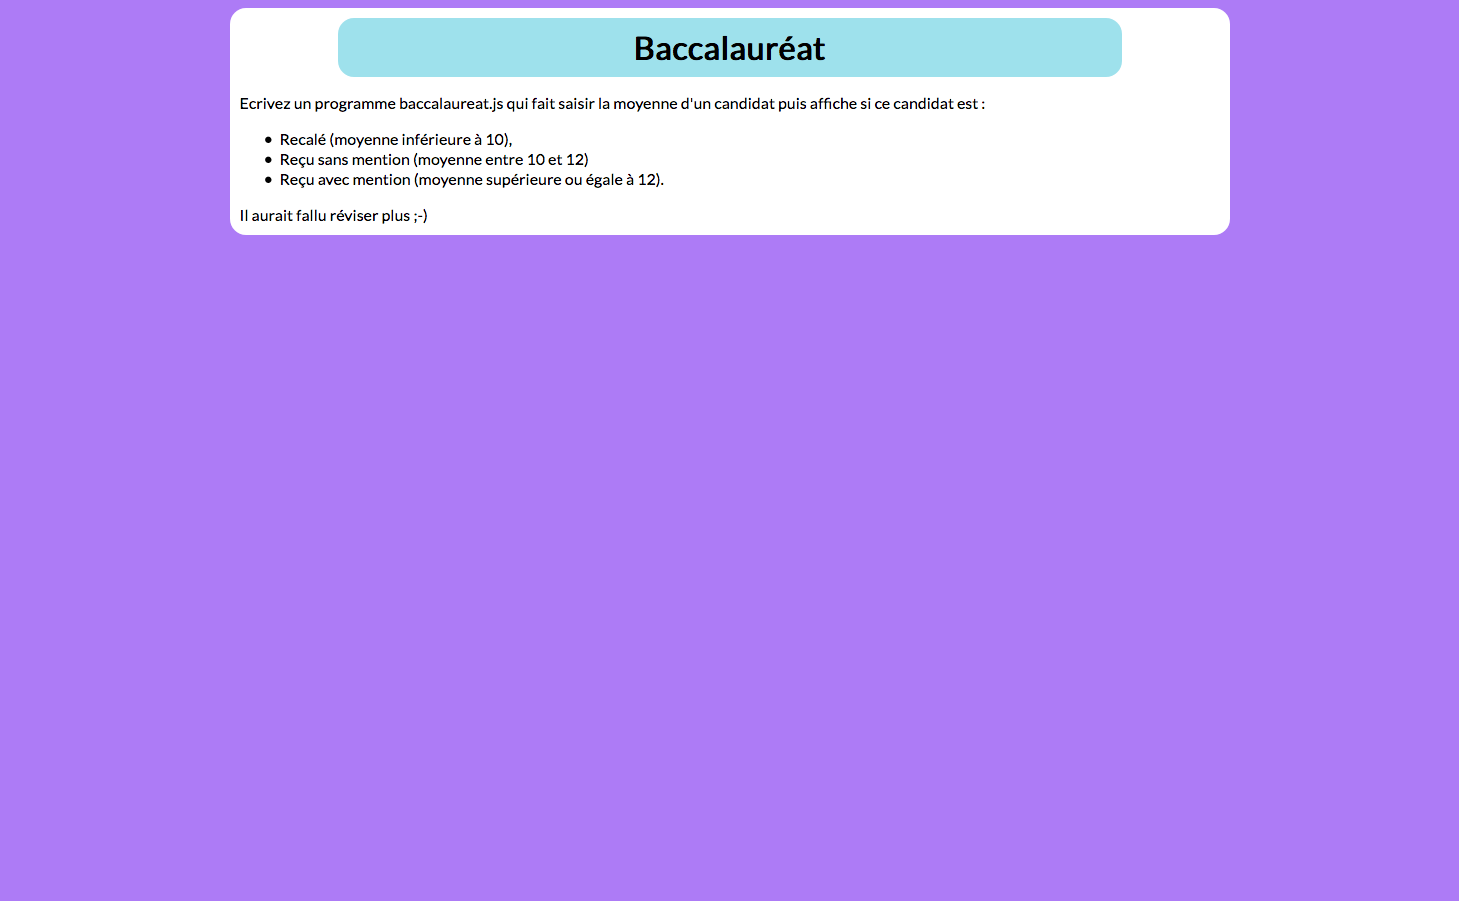 Baccalauréat
Ecrivez un programme baccalaureat.js qui fait saisir la moyenne d'un candidat puis affiche si ce candidat est :
• Recalé (moyenne inférieure à 10),
• Reçu sans mention (moyenne entre 10 et 12)
• Reçu avec mention (moyenne supérieure ou égale à 12).
Il aurait fallu réviser plus ;-)